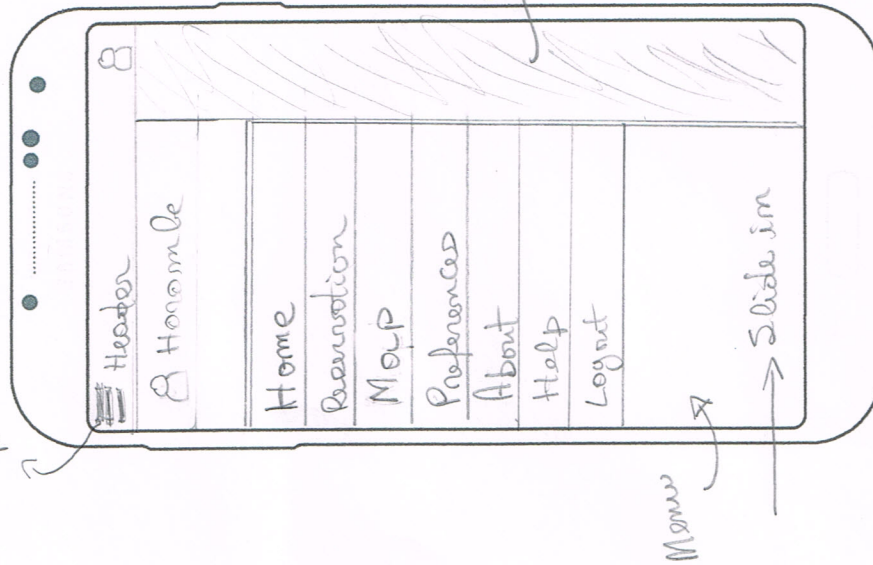 Header
Home
Reservation
Map
Preferences
About
Help
Logout
Menu
Slide in